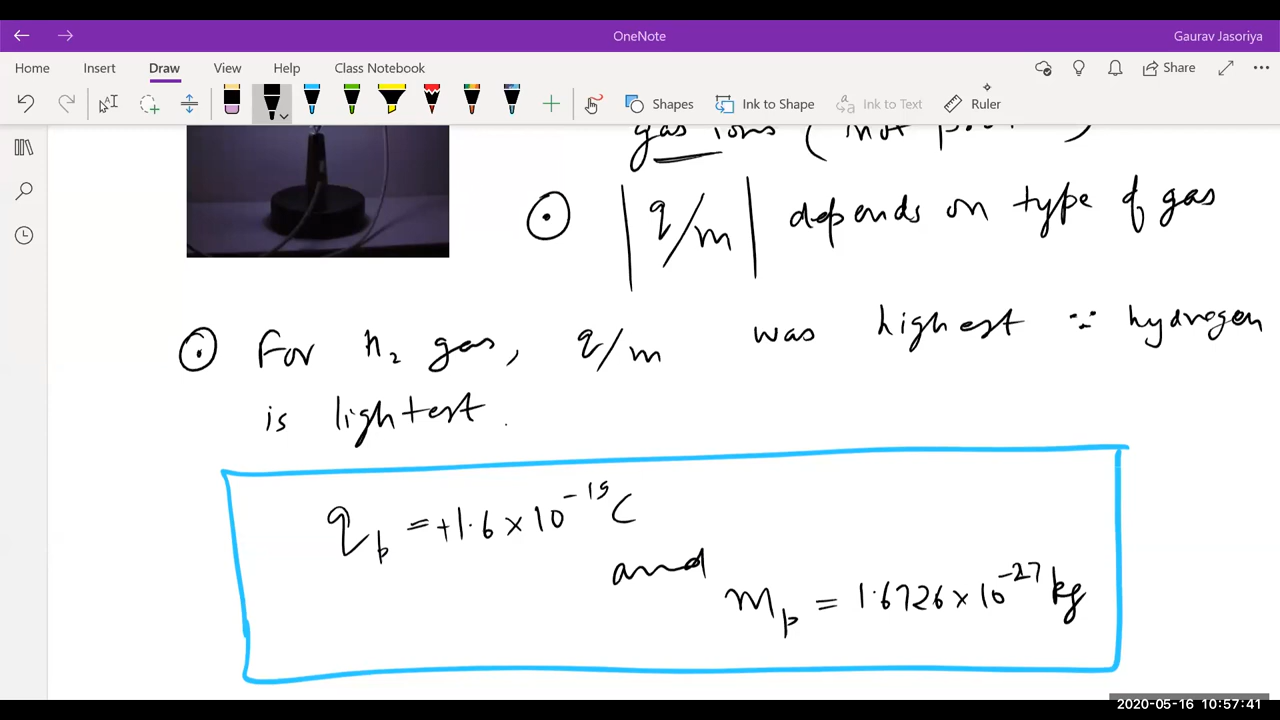 OneNote
Gaurav Jasoriya
Home Insert Draw View Help Class Notebook Share
Shapes Ink to Shape Ink to Text Ruler
gas ions (not
⊙ |q/m| depends on type of gas
⊙ For H₂ gas, q/m was highest ∵ hydrogen
is lightest.
q_p = +1.6 × 10⁻¹⁹ C
and
m_p = 1.6726 × 10⁻²⁷ kg
2020-05-16 10:57:41